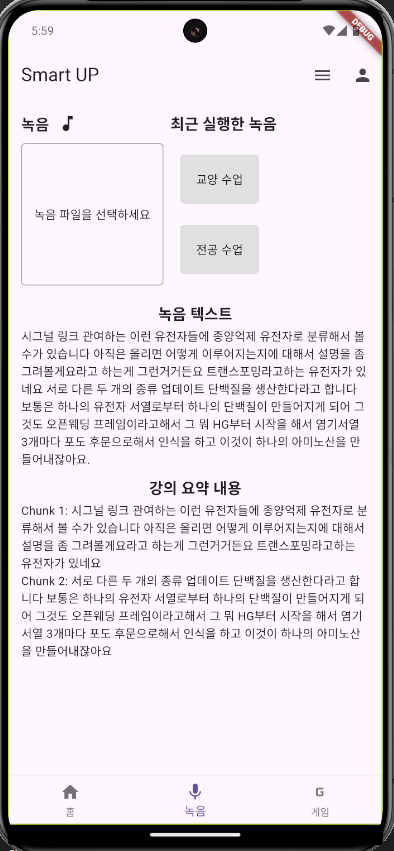 5:59
DEBUG
Smart UP
녹음
최근 실행한 녹음
녹음 파일을 선택하세요
교양 수업
전공 수업
녹음 텍스트
시그널 링크 관여하는 이런 유전자들에 종양억제 유전자로 분류해서 볼
수가 있습니다 아직은 올리면 어떻게 이루어지는지에 대해서 설명을 좀
그려볼게요라고 하는게 그런거거든요 트랜스포밍라고하는 유전자가 있
네요 서로 다른 두 개의 종류 업데이트 단백질을 생산한다라고 합니다
보통은 하나의 유전자 서열로부터 하나의 단백질이 만들어지게 되어 그
것도 오픈웨딩 프레임이라고해서 그 뭐 HG부터 시작을 해서 염기서열
3개마다 포도 후문으로해서 인식을 하고 이것이 하나의 아미노산을 만
들어내잖아요.
강의 요약 내용
Chunk 1: 시그널 링크 관여하는 이런 유전자들에 종양억제 유전자로 분
류해서 볼 수가 있습니다 아직은 올리면 어떻게 이루어지는지에 대해서
설명을 좀 그려볼게요라고 하는게 그런거거든요 트랜스포밍라고하는
유전자가 있네요
Chunk 2: 서로 다른 두 개의 종류 업데이트 단백질을 생산한다라고 합
니다 보통은 하나의 유전자 서열로부터 하나의 단백질이 만들어지게 되
어 그것도 오픈웨딩 프레임이라고해서 그 뭐 HG부터 시작을 해서 염기
서열 3개마다 포도 후문으로해서 인식을 하고 이것이 하나의 아미노산
을 만들어내잖아요
홈
녹음
G
게임